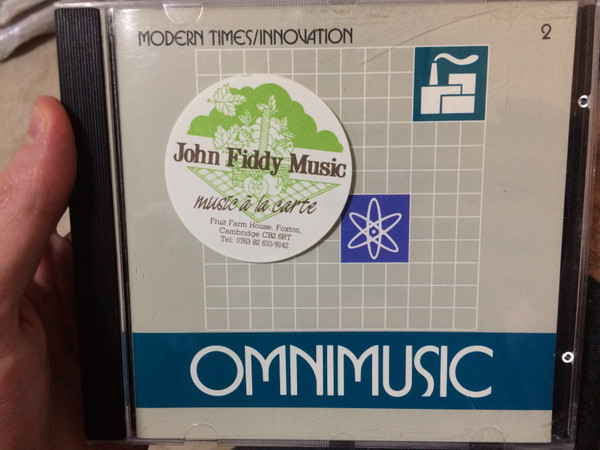 MODERN TIMES/INNOVATION 2
John Fiddy Music
music à la carte
Fruit Farm House, Foxton,
Cambridge CB2 6RT
Tel: 0763 82 610/8142
OMNIMUSIC